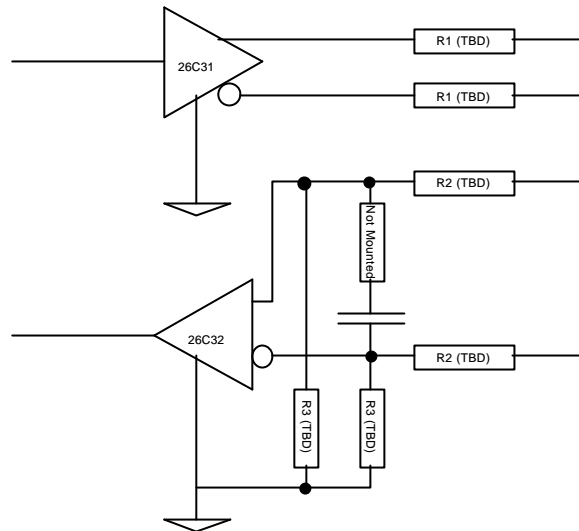 R1 (TBD)
26C31
R1 (TBD)
R2 (TBD)
Not Mounted
26C32
R2 (TBD)
R3 (TBD)
R3 (TBD)